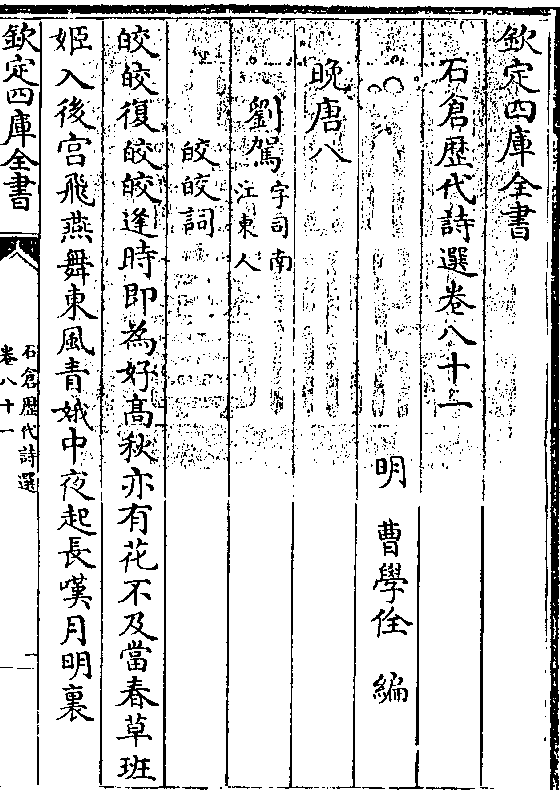 欽定四庫全書
石倉歴代詩選卷八十一
明 曹學佺 編
晚唐八
劉駕字司南江東人
皎皎詞
皎皎復皎皎逢時即為好高秋亦有花不及當春草班
姬入後宫飛燕舞東風青娥中夜起長嘆月明裏
欽定四庫全書
石倉歴代詩選
卷八十一
一